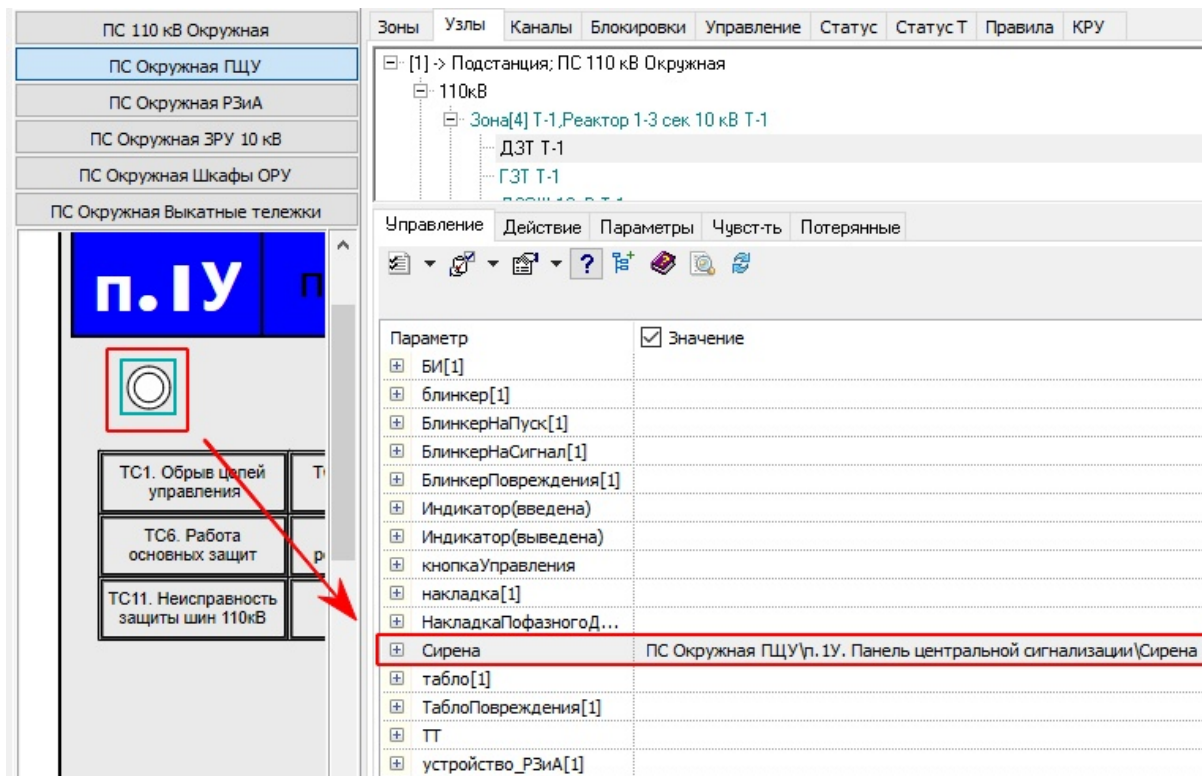 ПС 110 кВ Окружная
ПС Окружная ПЩУ
ПС Окружная РЗиА
ПС Окружная ЗРУ 10 кВ
ПС Окружная Шкафы ОРУ
ПС Окружная Выкатные тележки
п.1У
ТС1. Обрыв цепей
управления
ТС6. Работа
основных защит
ТС11. Неисправность
защиты шин 110кВ
Зоны Узлы Каналы Блокировки Управление Статус Статус Т Правила КРУ
[1] -> Подстанция; ПС 110 кВ Окружная
110кВ
Зона[4] Т-1,Реактор 1-3 сек 10 кВ Т-1
ДЗТ Т-1
ГЗТ Т-1
Управление Действие Параметры Чувст-ть Потерянные
Параметр Значение
БИ[1]
блинкер[1]
БлинкерНаПуск[1]
БлинкерНаСигнал[1]
БлинкерПовреждения[1]
Индикатор(введена)
Индикатор(выведена)
кнопкаУправления
накладка[1]
НакладкаПофазногоД...
Сирена ПС Окружная ПЩУ\п.1У. Панель центральной сигнализации\Сирена
табло[1]
ТаблоПовреждения[1]
ТТ
устройство_РЗиА[1]